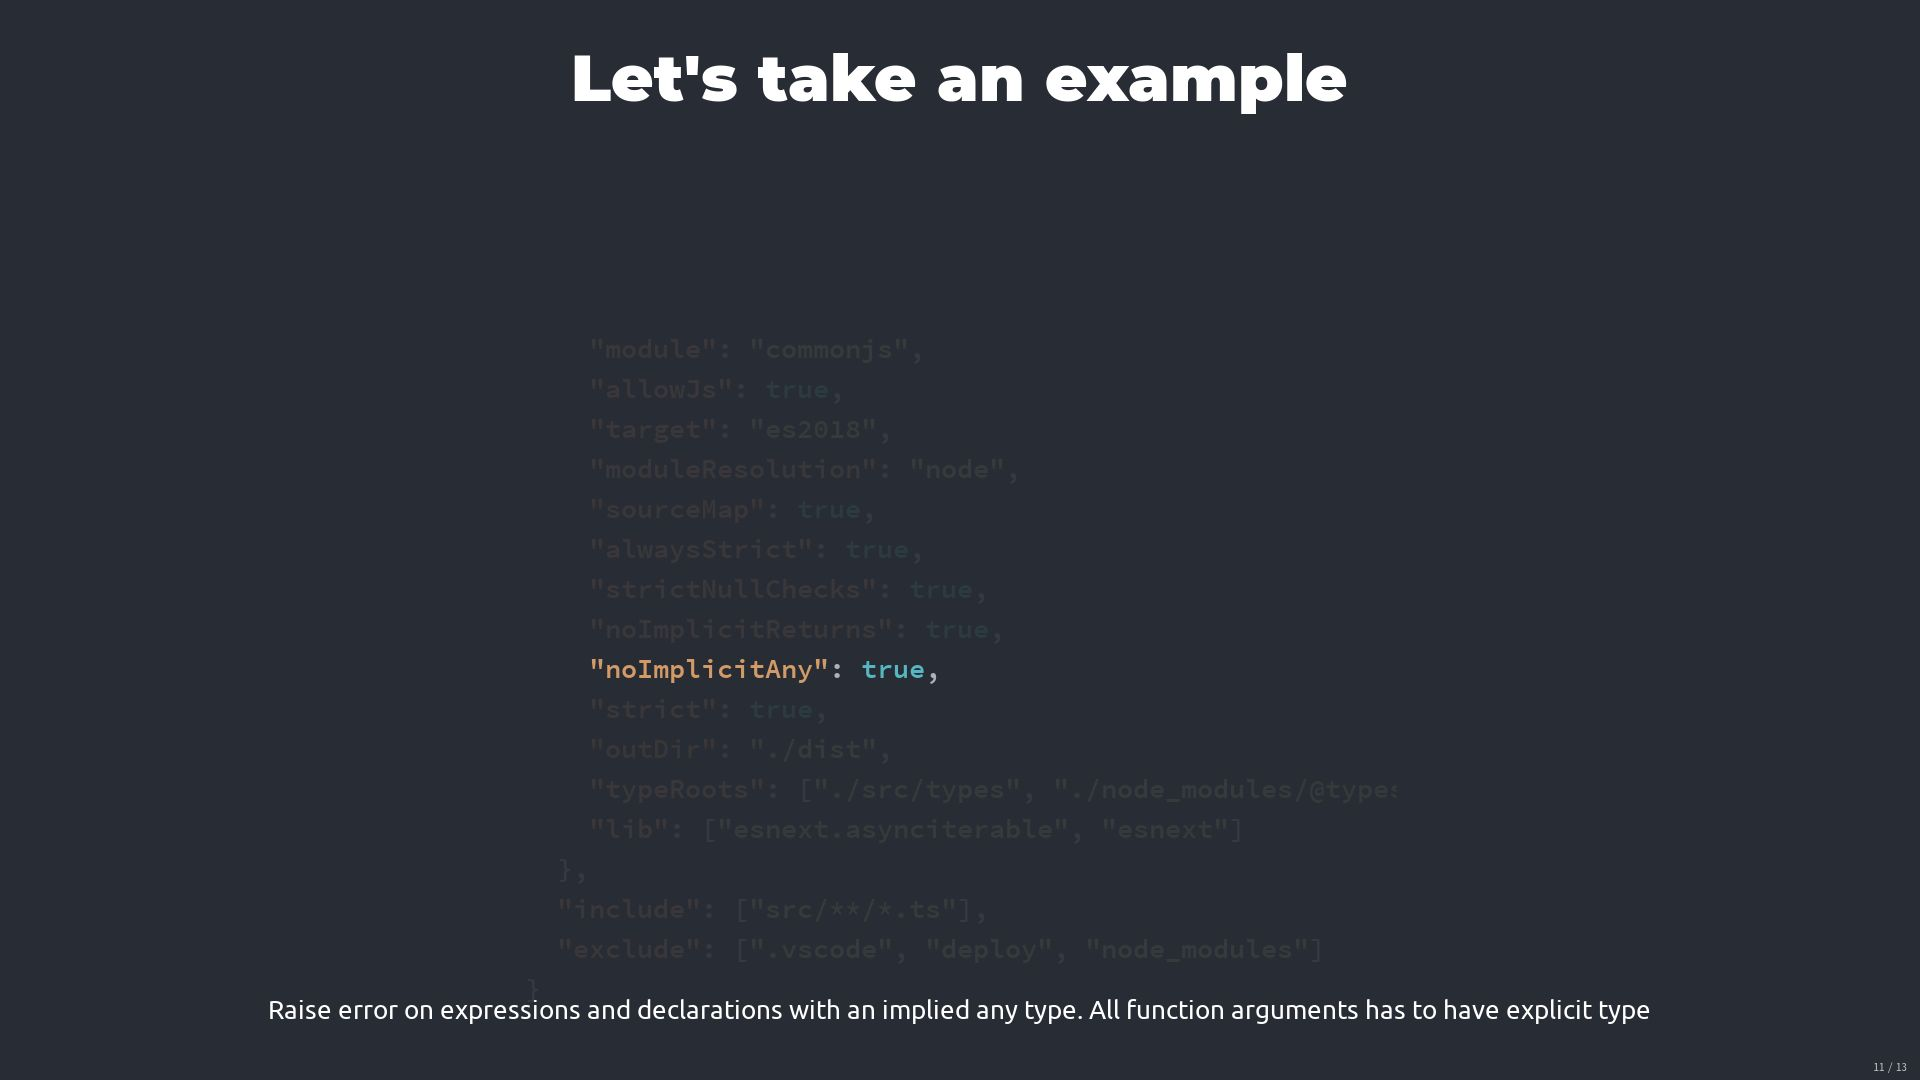 Let's take an example
"module": "commonjs",
"allowJs": true,
"target": "es2018",
"moduleResolution": "node",
"sourceMap": true,
"alwaysStrict": true,
"strictNullChecks": true,
"noImplicitReturns": true,
"noImplicitAny": true,
"strict": true,
"outDir": "./dist",
"typeRoots": ["./src/types", "./node_modules/@types
"lib": ["esnext.asynciterable", "esnext"]
},
"include": ["src/**/*.ts"],
"exclude": [".vscode", "deploy", "node_modules"]
}
Raise error on expressions and declarations with an implied any type. All function arguments has to have explicit type
11 / 13